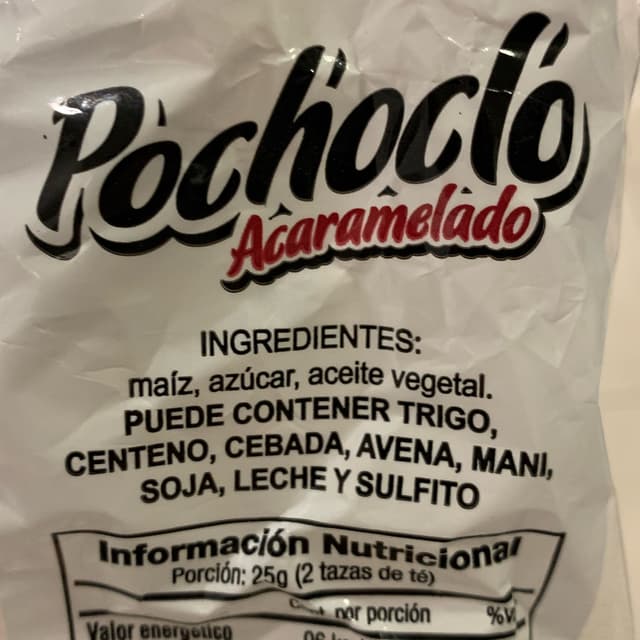 Pochoclo
Acaramelado
INGREDIENTES:
maíz, azúcar, aceite vegetal.
PUEDE CONTENER TRIGO,
CENTENO, CEBADA, AVENA, MANI,
SOJA, LECHE Y SULFITO
Información Nutricional
Porción: 25g (2 tazas de té)
por porción
Valor energético